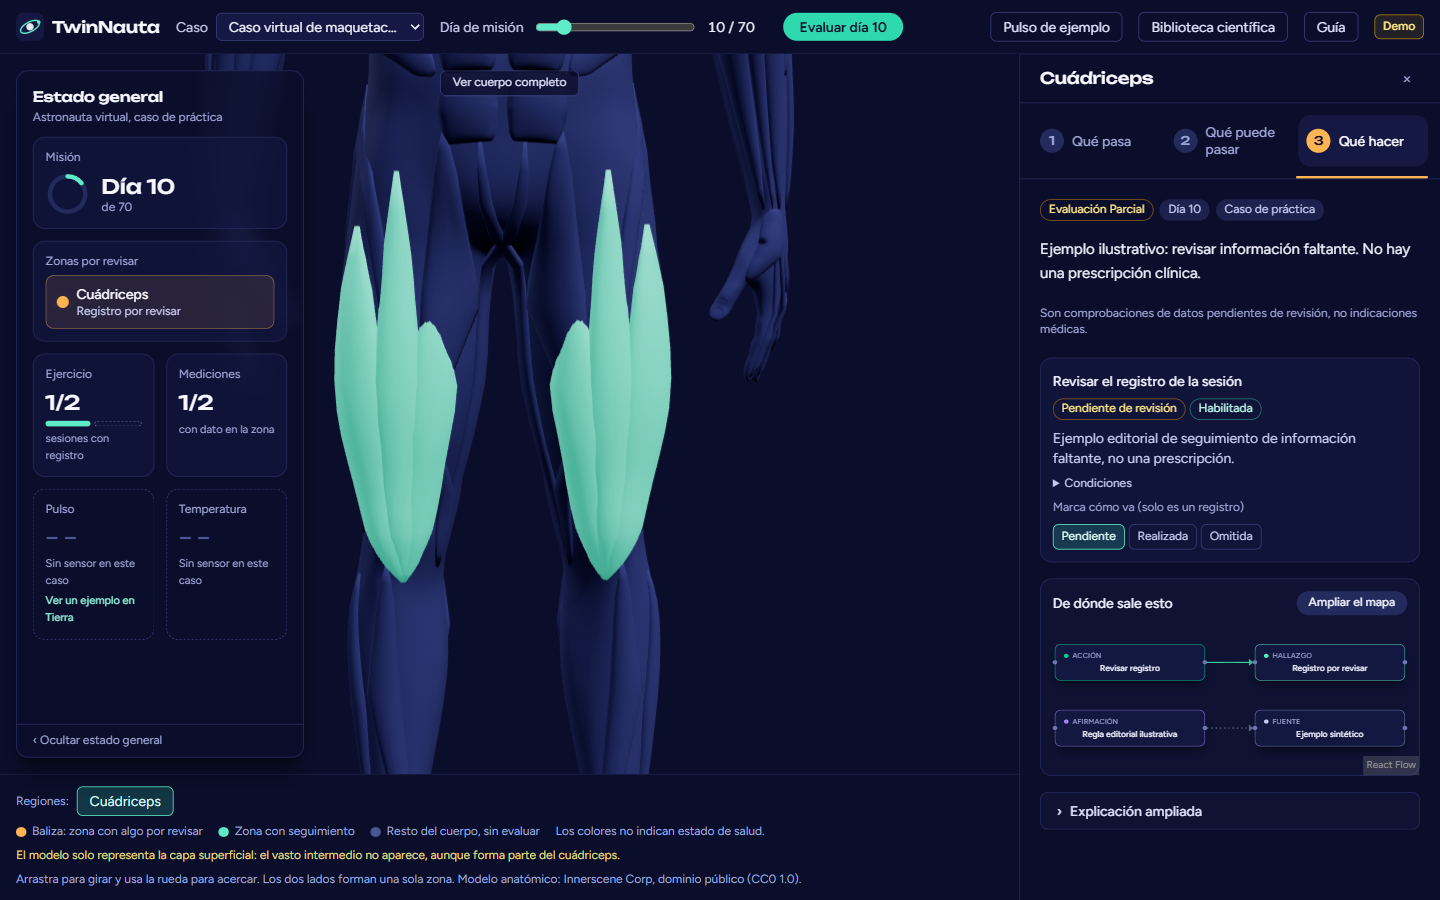 TwinNauta
Caso
Caso virtual de maquetac...
Día de misión
10 / 70
Evaluar día 10
Pulso de ejemplo
Biblioteca científica
Guía
Demo
Estado general
Astronauta virtual, caso de práctica
Misión
Día 10
de 70
Zonas por revisar
Cuádriceps
Registro por revisar
Ejercicio
1/2
sesiones con
registro
Mediciones
1/2
con dato en la zona
Pulso
– –
Sin sensor en este
caso
Ver un ejemplo en
Tierra
Temperatura
– –
Sin sensor en este
caso
‹ Ocultar estado general
Ver cuerpo completo
Regiones:
Cuádriceps
Baliza: zona con algo por revisar
Zona con seguimiento
Resto del cuerpo, sin evaluar
Los colores no indican estado de salud.
El modelo solo representa la capa superficial: el vasto intermedio no aparece, aunque forma parte del cuádriceps.
Arrastra para girar y usa la rueda para acercar. Los dos lados forman una sola zona. Modelo anatómico: Innerscene Corp, dominio público (CC0 1.0).
Cuádriceps
×
1 Qué pasa
2 Qué puede
pasar
3 Qué hacer
Evaluación Parcial
Día 10
Caso de práctica
Ejemplo ilustrativo: revisar información faltante. No hay
una prescripción clínica.
Son comprobaciones de datos pendientes de revisión, no indicaciones
médicas.
Revisar el registro de la sesión
Pendiente de revisión
Habilitada
Ejemplo editorial de seguimiento de información
faltante, no una prescripción.
▶ Condiciones
Marca cómo va (solo es un registro)
Pendiente
Realizada
Omitida
De dónde sale esto
Ampliar el mapa
ACCIÓN
Revisar registro
HALLAZGO
Registro por revisar
AFIRMACIÓN
Regla editorial ilustrativa
FUENTE
Ejemplo sintético
React Flow
› Explicación ampliada